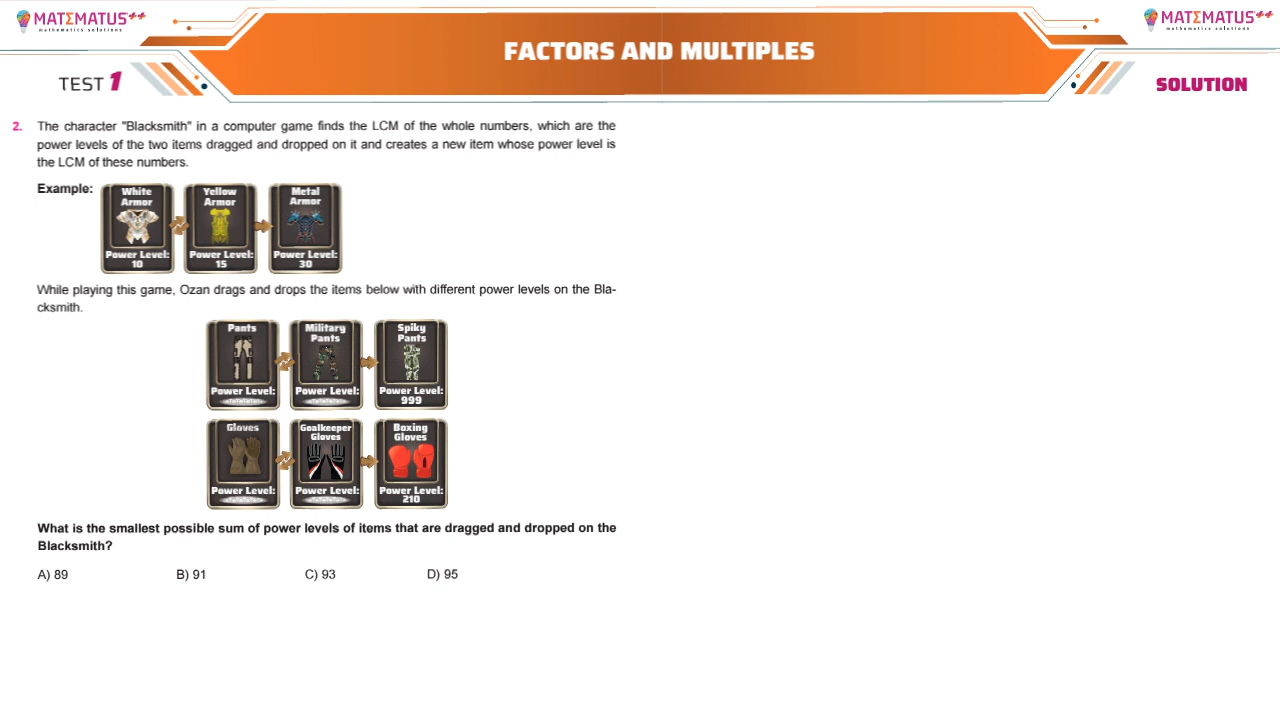 MATΣMATUS++
mathematics solutions
FACTORS AND MULTIPLES
MATΣMATUS++
mathematics solutions
TEST 1
SOLUTION
2. The character "Blacksmith" in a computer game finds the LCM of the whole numbers, which are the
power levels of the two items dragged and dropped on it and creates a new item whose power level is
the LCM of these numbers.
Example:
White
Armor
Power Level:
10
Yellow
Armor
Power Level:
15
Metal
Armor
Power Level:
30
While playing this game, Ozan drags and drops the items below with different power levels on the Bla-
cksmith.
Pants
Power Level:
Military
Pants
Power Level:
Spiky
Pants
Power Level:
999
Gloves
Power Level:
Goalkeeper
Gloves
Power Level:
Boxing
Gloves
Power Level:
210
What is the smallest possible sum of power levels of items that are dragged and dropped on the
Blacksmith?
A) 89 B) 91 C) 93 D) 95